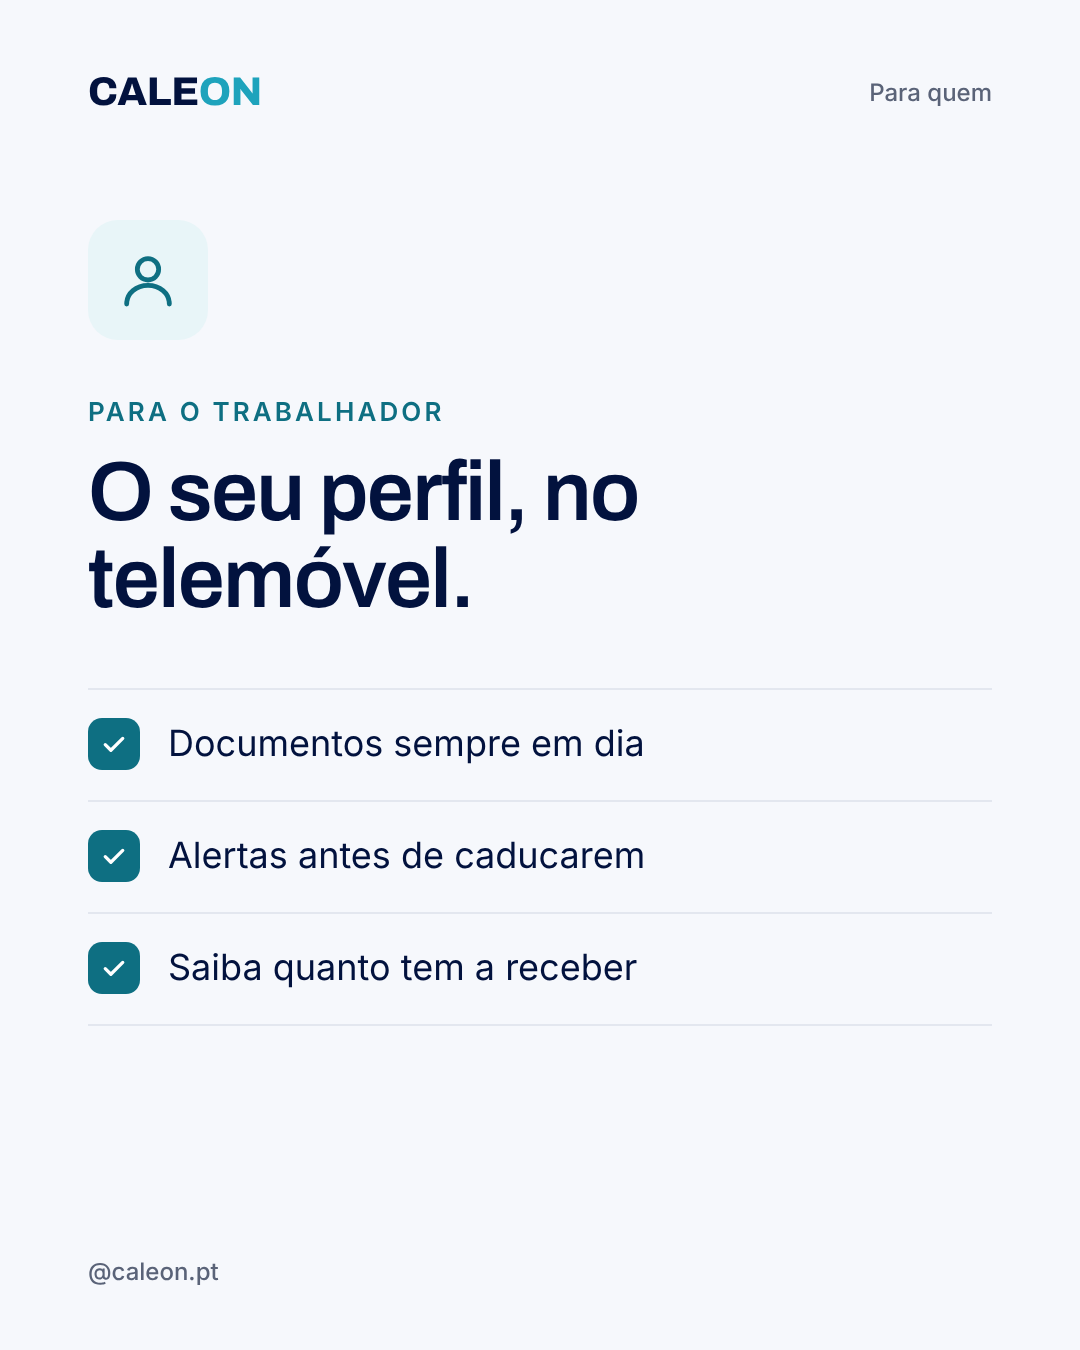 CALEON
Para quem
PARA O TRABALHADOR
O seu perfil, no
telemóvel.
Documentos sempre em dia
Alertas antes de caducarem
Saiba quanto tem a receber
@caleon.pt